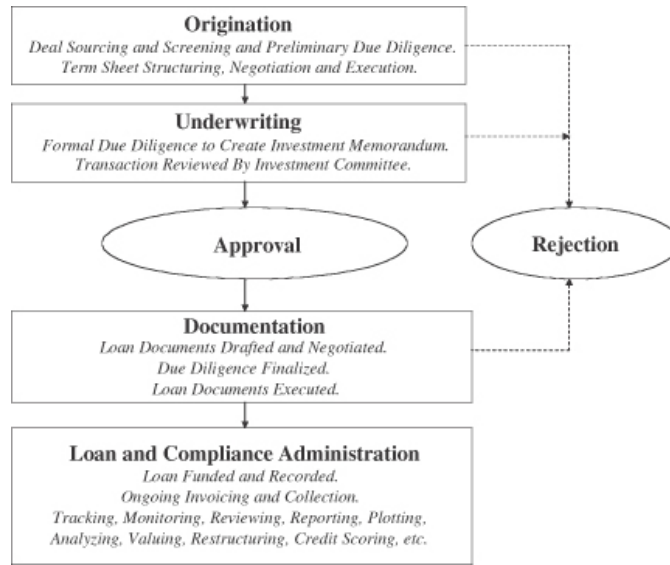 Origination
Deal Sourcing and Screening and Preliminary Due Diligence.
Term Sheet Structuring, Negotiation and Execution.
Underwriting
Formal Due Diligence to Create Investment Memorandum.
Transaction Reviewed By Investment Committee.
Approval
Rejection
Documentation
Loan Documents Drafted and Negotiated.
Due Diligence Finalized.
Loan Documents Executed.
Loan and Compliance Administration
Loan Funded and Recorded.
Ongoing Invoicing and Collection.
Tracking, Monitoring, Reviewing, Reporting, Plotting,
Analyzing, Valuing, Restructuring, Credit Scoring, etc.